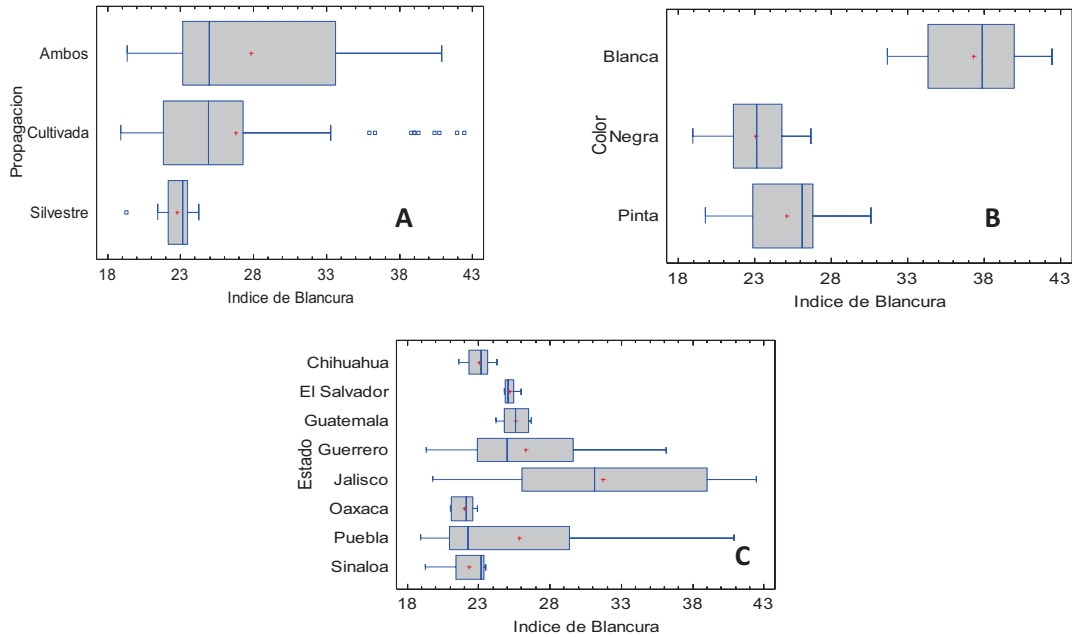 Propagacion
Ambos
Cultivada
Silvestre
A
18 23 28 33 38 43
Indice de Blancura
Color
Blanca
Negra
Pinta
B
18 23 28 33 38 43
Indice de Blancura
Estado
Chihuahua
El Salvador
Guatemala
Guerrero
Jalisco
Oaxaca
Puebla
Sinaloa
C
18 23 28 33 38 43
Indice de Blancura